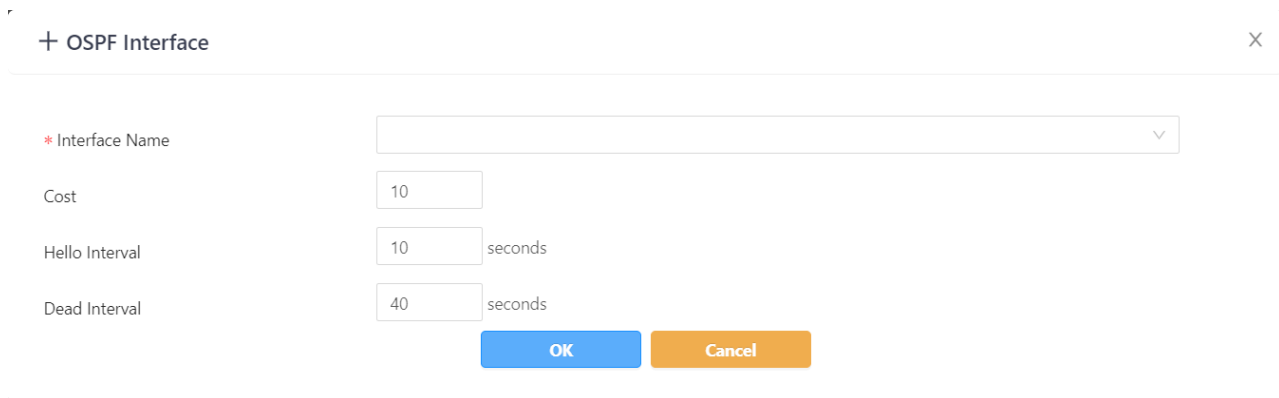 + OSPF Interface X
* Interface Name
Cost 10
Hello Interval 10 seconds
Dead Interval 40 seconds
OK Cancel